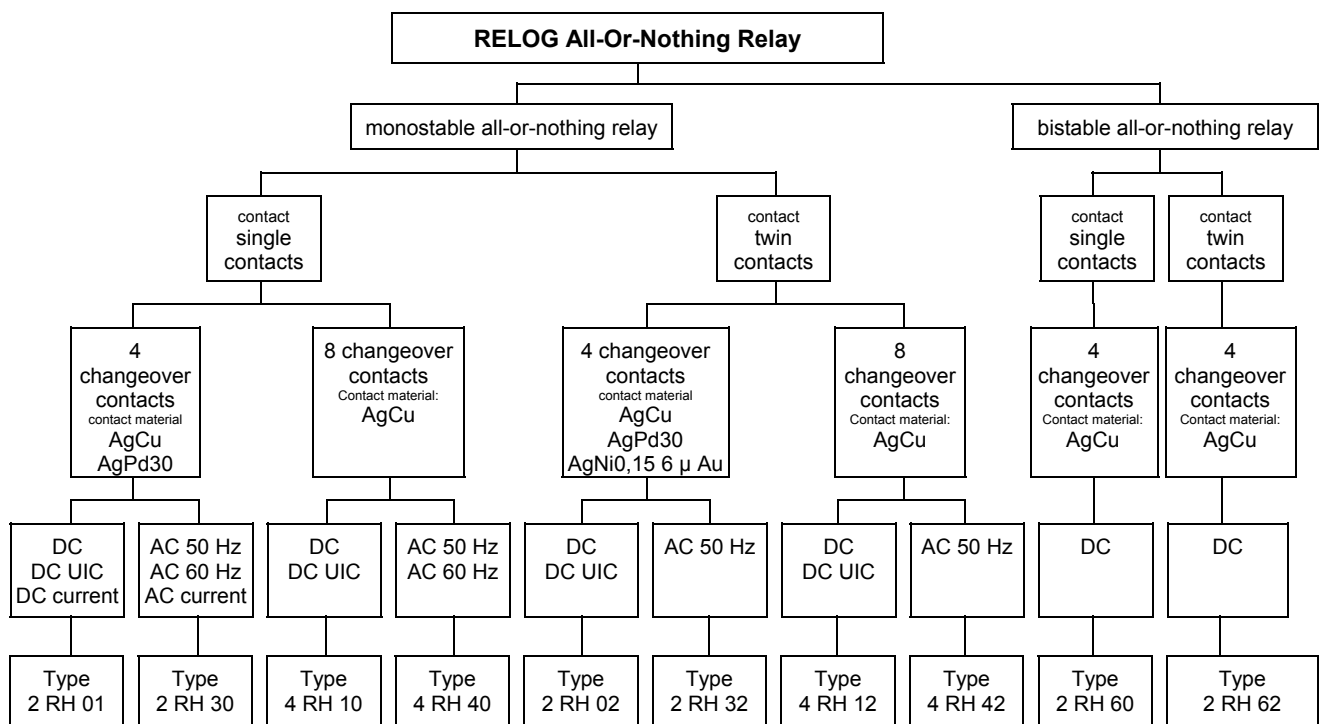 RELOG All-Or-Nothing Relay
monostable all-or-nothing relay
bistable all-or-nothing relay
contact
single
contacts
contact
twin
contacts
contact
single
contacts
contact
twin
contacts
4
changeover
contacts
contact material
AgCu
AgPd30
8 changeover
contacts
Contact material:
AgCu
4 changeover
contacts
contact material
AgCu
AgPd30
AgNi0,15 6 µ Au
8
changeover
contacts
Contact material:
AgCu
4
changeover
contacts
Contact material:
AgCu
4
changeover
contacts
Contact material:
AgCu
DC
DC UIC
DC current
AC 50 Hz
AC 60 Hz
AC current
DC
DC UIC
AC 50 Hz
AC 60 Hz
DC
DC UIC
AC 50 Hz
DC
DC UIC
AC 50 Hz
DC
DC
Type
2 RH 01
Type
2 RH 30
Type
4 RH 10
Type
4 RH 40
Type
2 RH 02
Type
2 RH 32
Type
4 RH 12
Type
4 RH 42
Type
2 RH 60
Type
2 RH 62